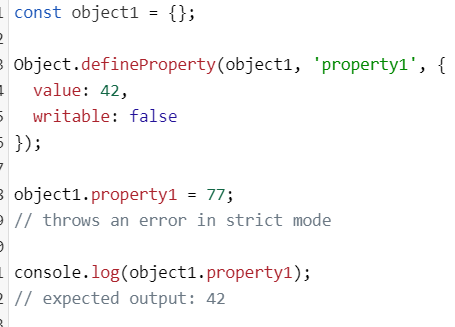 const object1 = {};
Object.defineProperty(object1, 'property1', {
value: 42,
writable: false
});
object1.property1 = 77;
// throws an error in strict mode
console.log(object1.property1);
// expected output: 42